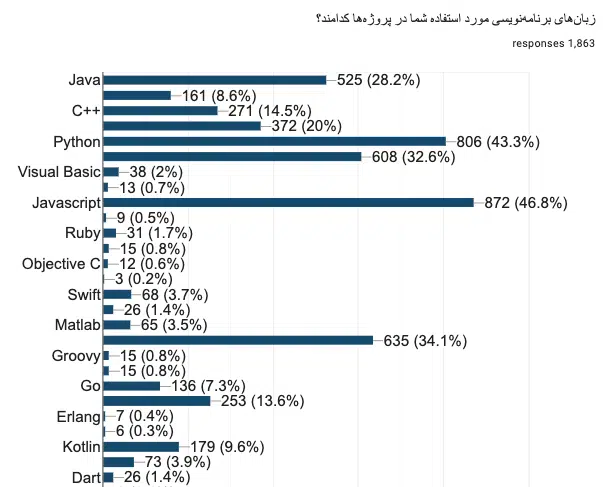 زبان‌های برنامه‌نویسی مورد استفاده شما در پروژه‌ها کدامند؟
1,863 responses
Java 525 (28.2%)
161 (8.6%)
C++ 271 (14.5%)
372 (20%)
Python 806 (43.3%)
608 (32.6%)
Visual Basic 38 (2%)
13 (0.7%)
Javascript 872 (46.8%)
9 (0.5%)
Ruby 31 (1.7%)
15 (0.8%)
Objective C 12 (0.6%)
3 (0.2%)
Swift 68 (3.7%)
26 (1.4%)
Matlab 65 (3.5%)
635 (34.1%)
Groovy 15 (0.8%)
15 (0.8%)
Go 136 (7.3%)
253 (13.6%)
Erlang 7 (0.4%)
6 (0.3%)
Kotlin 179 (9.6%)
73 (3.9%)
Dart 26 (1.4%)